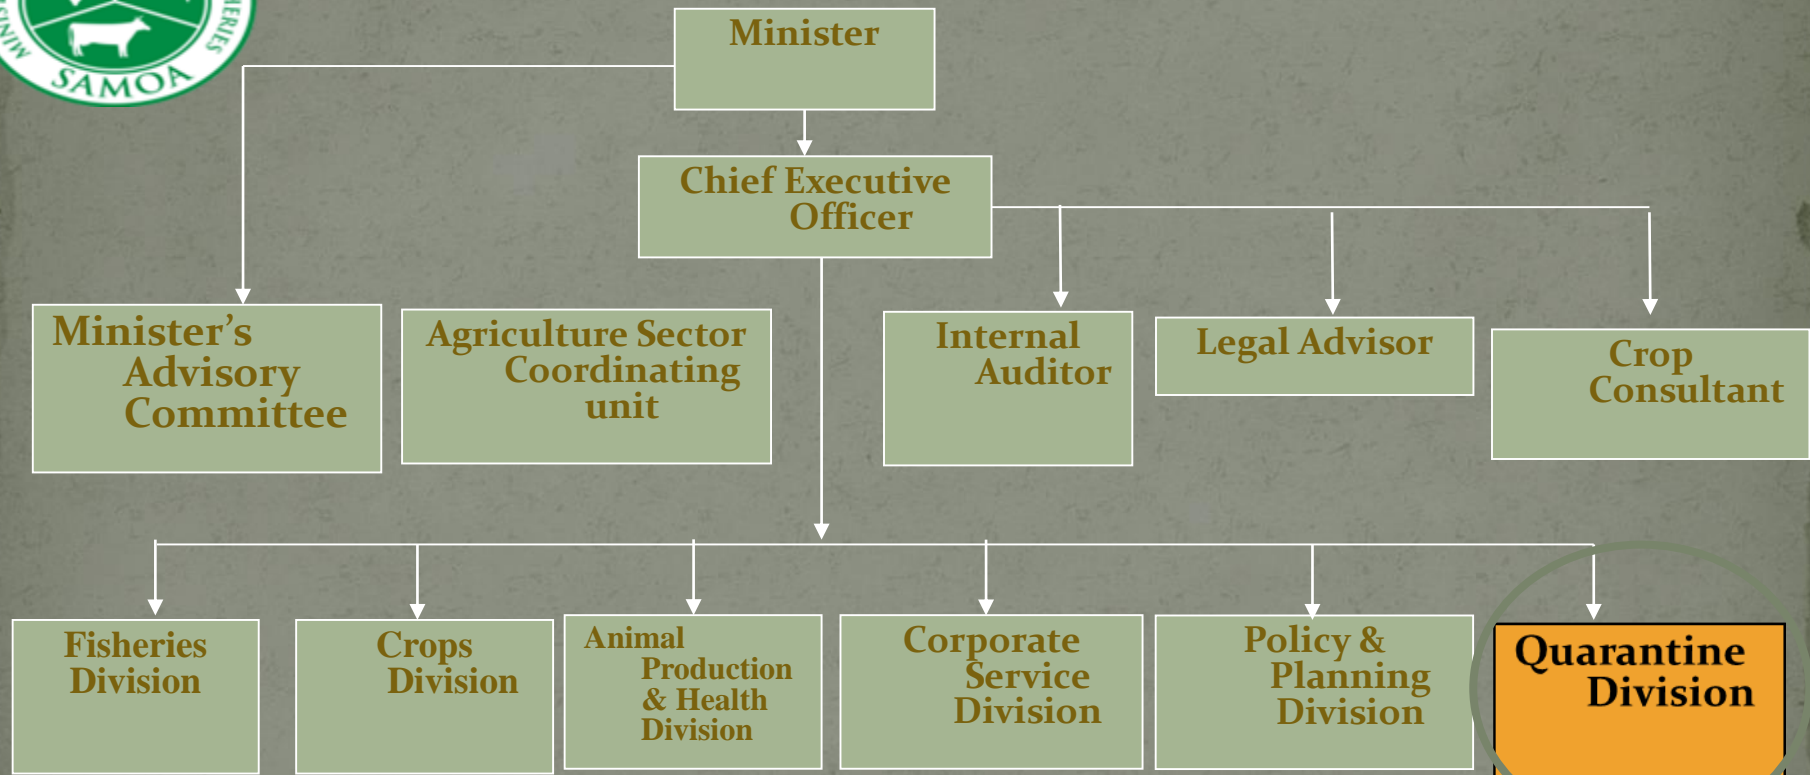 SAMOA
Minister
Chief Executive
Officer
Minister’s
Advisory
Committee
Agriculture Sector
Coordinating
unit
Internal
Auditor
Legal Advisor
Crop
Consultant
Fisheries
Division
Crops
Division
Animal
Production
& Health
Division
Corporate
Service
Division
Policy &
Planning
Division
Quarantine
Division